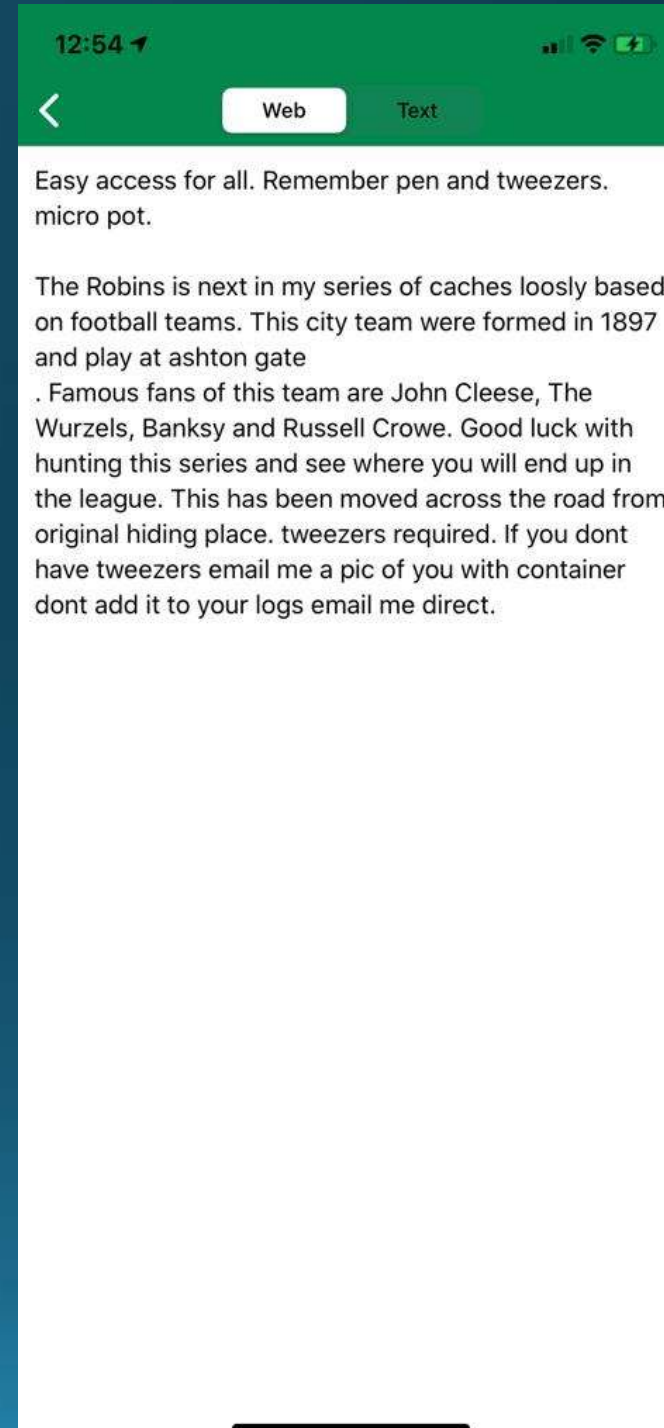 12:54
Web Text
Easy access for all. Remember pen and tweezers.
micro pot.
The Robins is next in my series of caches loosly based
on football teams. This city team were formed in 1897
and play at ashton gate
. Famous fans of this team are John Cleese, The
Wurzels, Banksy and Russell Crowe. Good luck with
hunting this series and see where you will end up in
the league. This has been moved across the road from
original hiding place. tweezers required. If you dont
have tweezers email me a pic of you with container
dont add it to your logs email me direct.